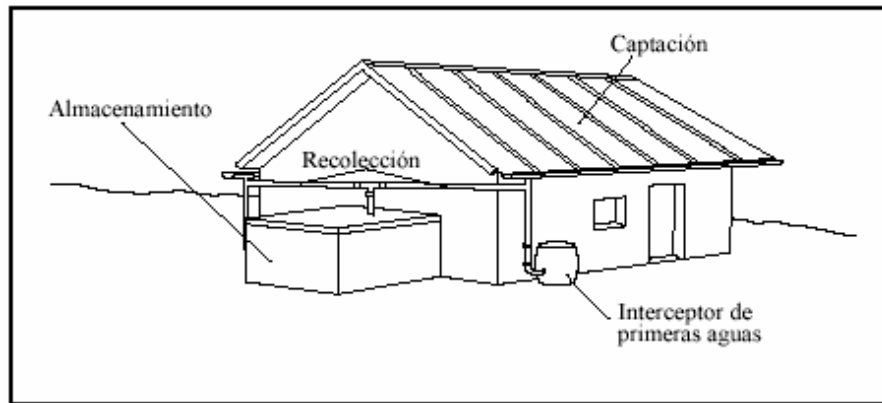 Captación
Almacenamiento
Recolección
Interceptor de
primeras aguas